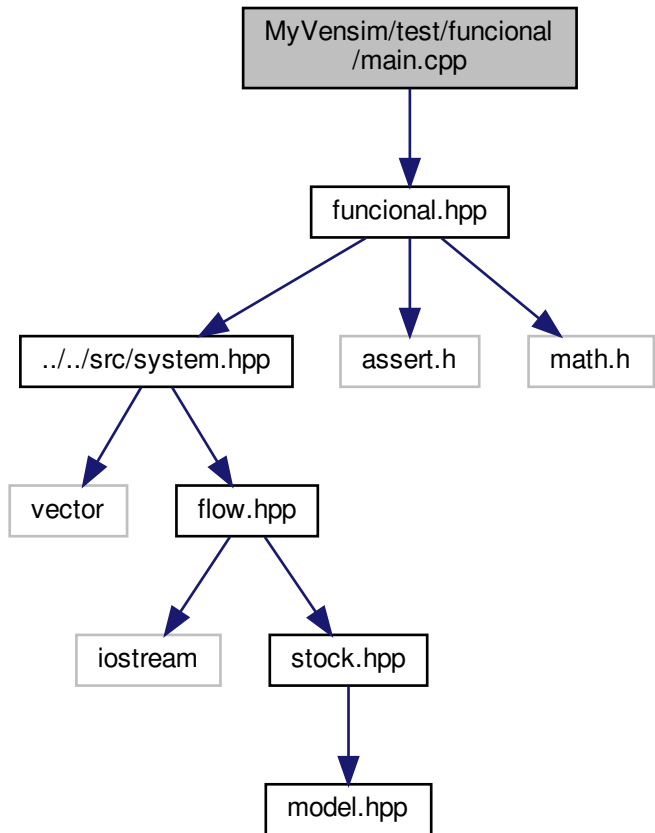 MyVensim/test/funcional
/main.cpp
funcional.hpp
../../src/system.hpp
assert.h
math.h
vector
flow.hpp
iostream
stock.hpp
model.hpp